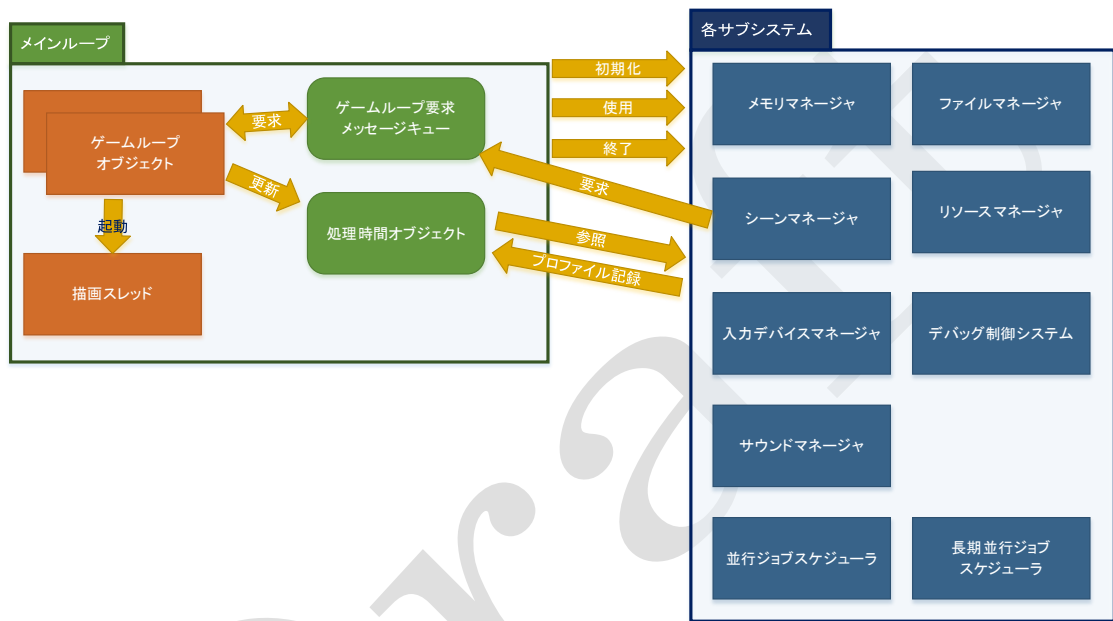 メインループ
ゲームループ
オブジェクト
要求
ゲームループ要求
メッセージキュー
更新
処理時間オブジェクト
起動
描画スレッド
初期化
使用
終了
要求
参照
プロファイル記録
各サブシステム
メモリマネージャ
ファイルマネージャ
シーンマネージャ
リソースマネージャ
入力デバイスマネージャ
デバッグ制御システム
サウンドマネージャ
並行ジョブスケジューラ
長期並行ジョブ
スケジューラ